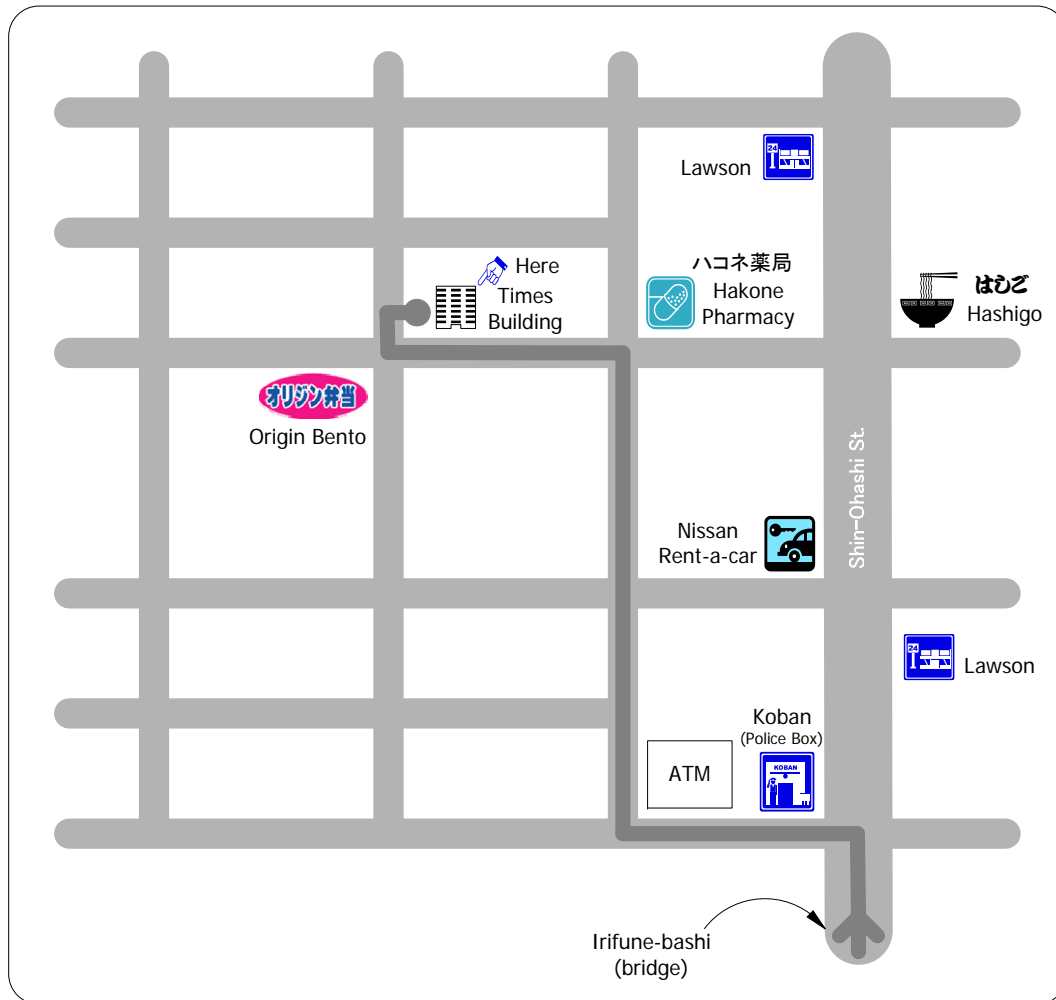 24
Lawson
ハコネ薬局
Hakone
Pharmacy
Here
Times
Building
はしご
Hashigo
オリジン弁当
Origin Bento
Shin-Ohashi St.
Nissan
Rent-a-car
24
Lawson
Koban
(Police Box)
KOBAN
ATM
Irifune-bashi
(bridge)